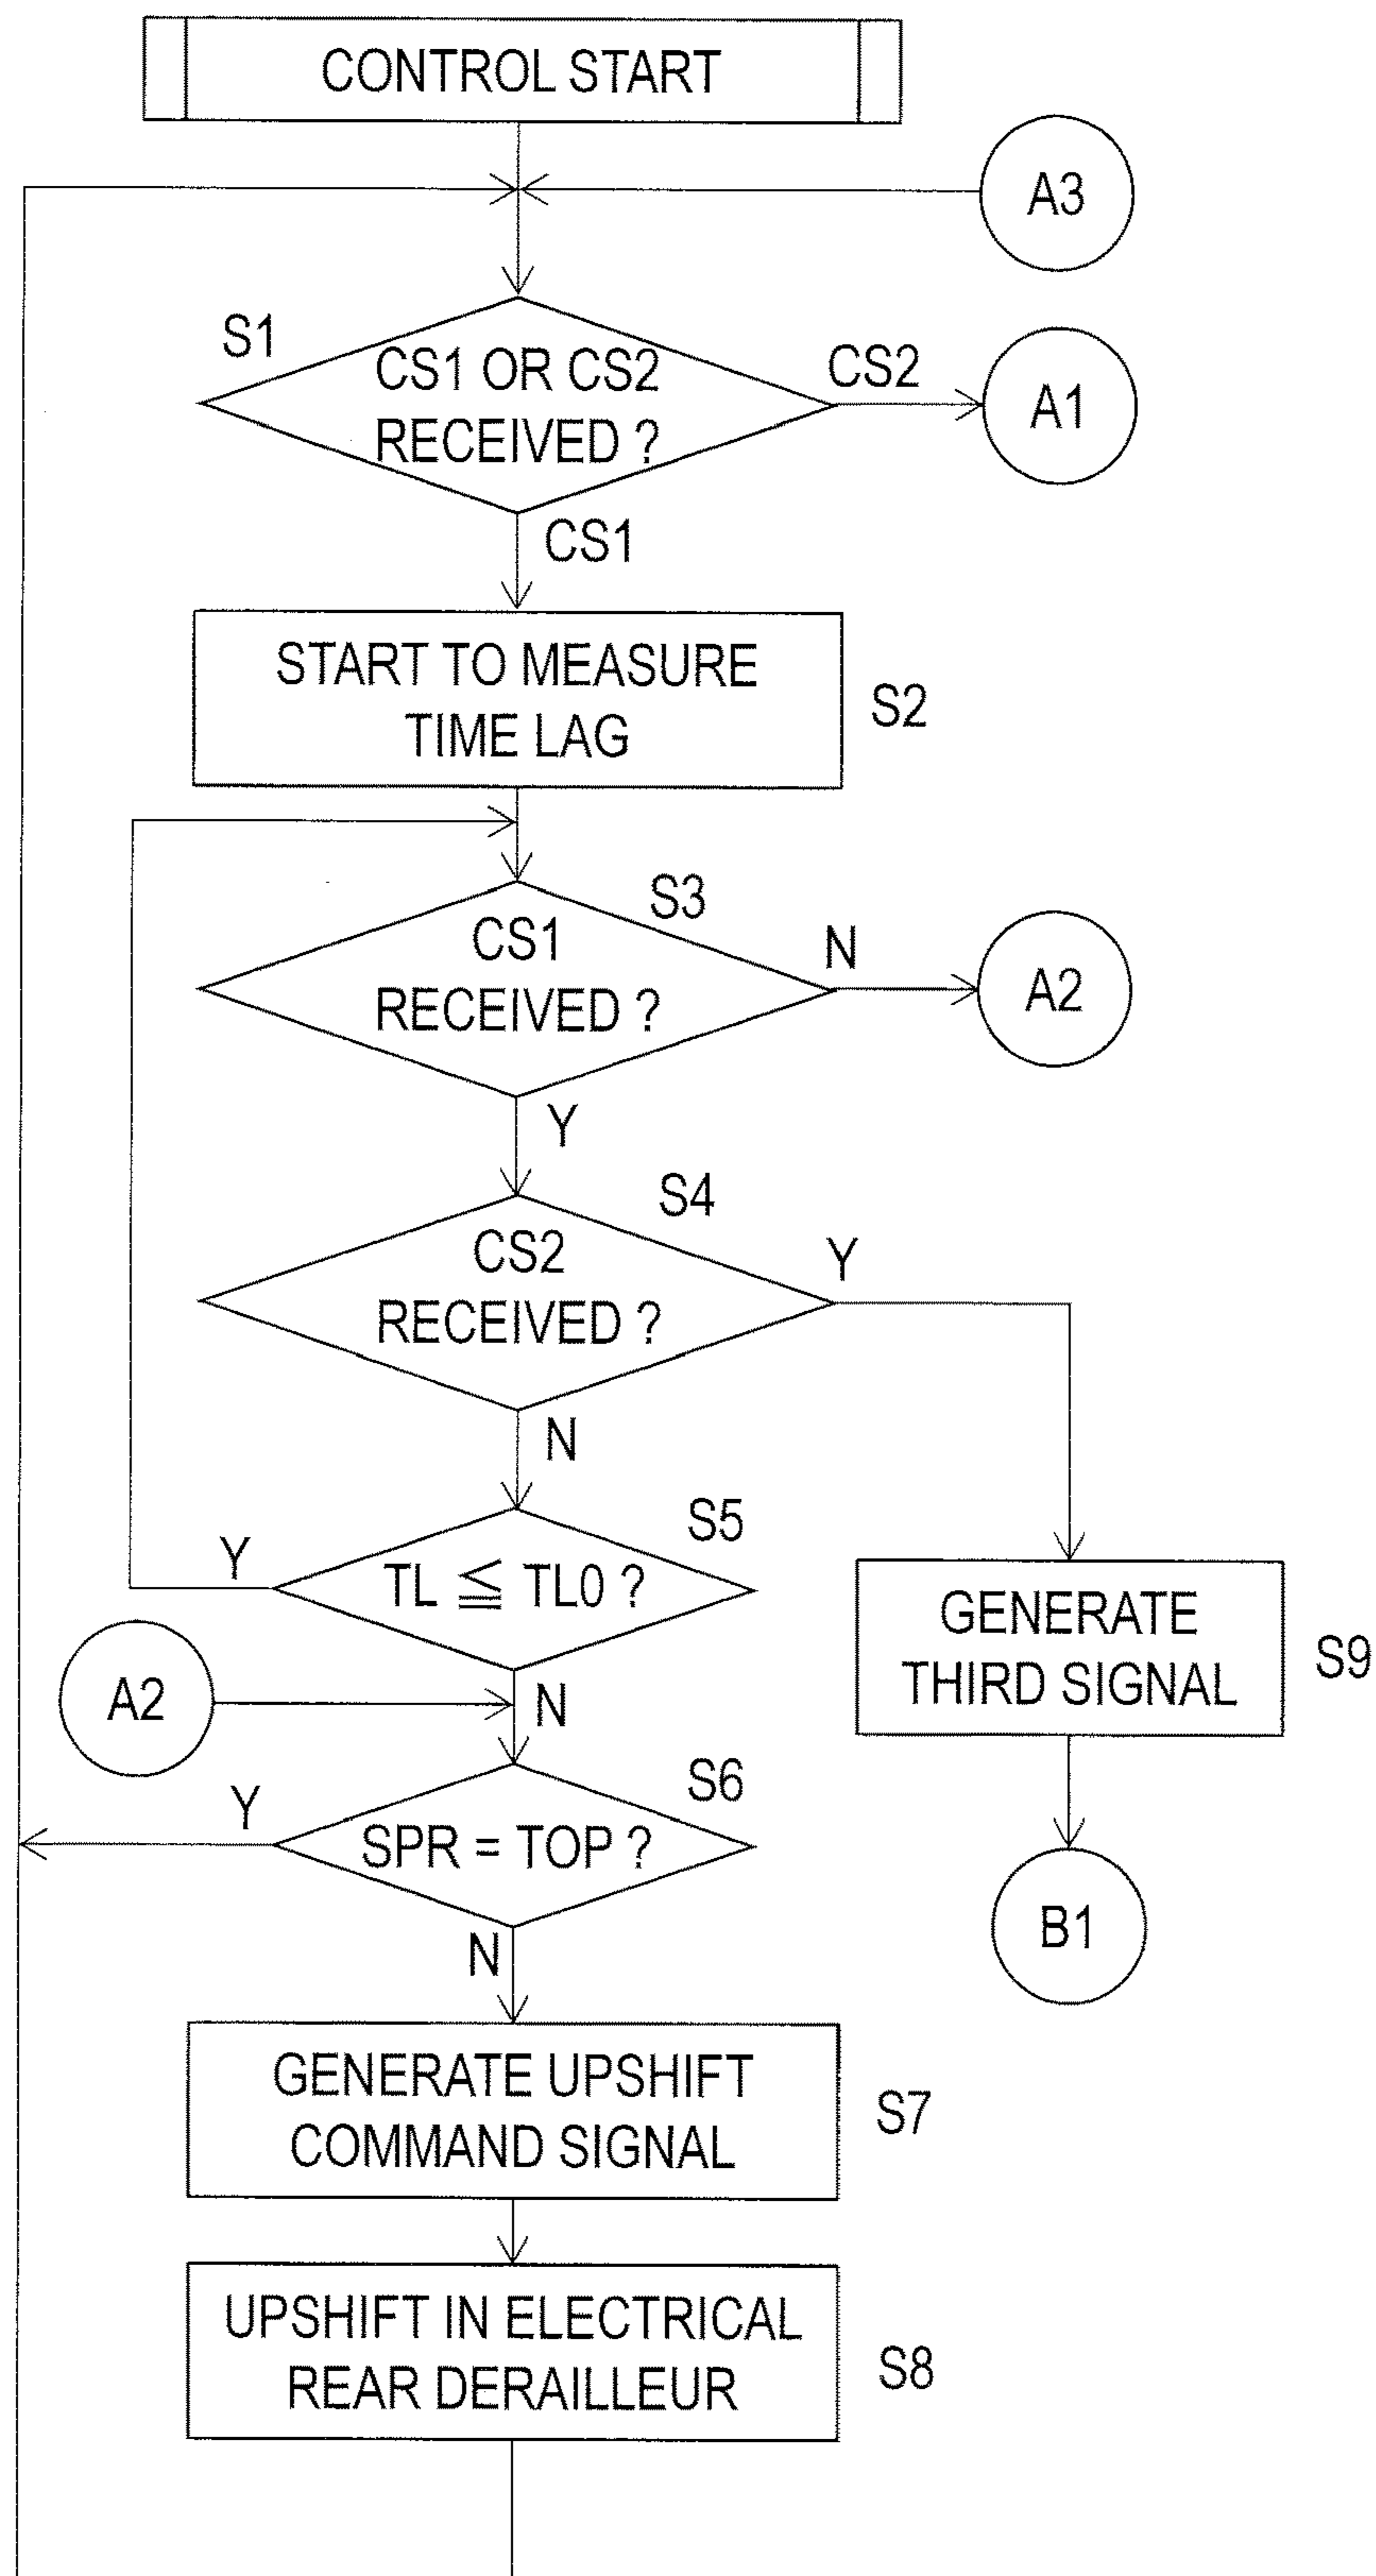 CONTROL START
A3
S1
CS1 OR CS2
RECEIVED ?
CS2
A1
CS1
START TO MEASURE
TIME LAG
S2
S3
CS1
RECEIVED ?
N
A2
Y
S4
CS2
RECEIVED ?
Y
N
S5
TL ≦ TL0 ?
Y
GENERATE
THIRD SIGNAL
S9
A2
N
S6
SPR = TOP ?
Y
B1
N
GENERATE UPSHIFT
COMMAND SIGNAL
S7
UPSHIFT IN ELECTRICAL
REAR DERAILLEUR
S8